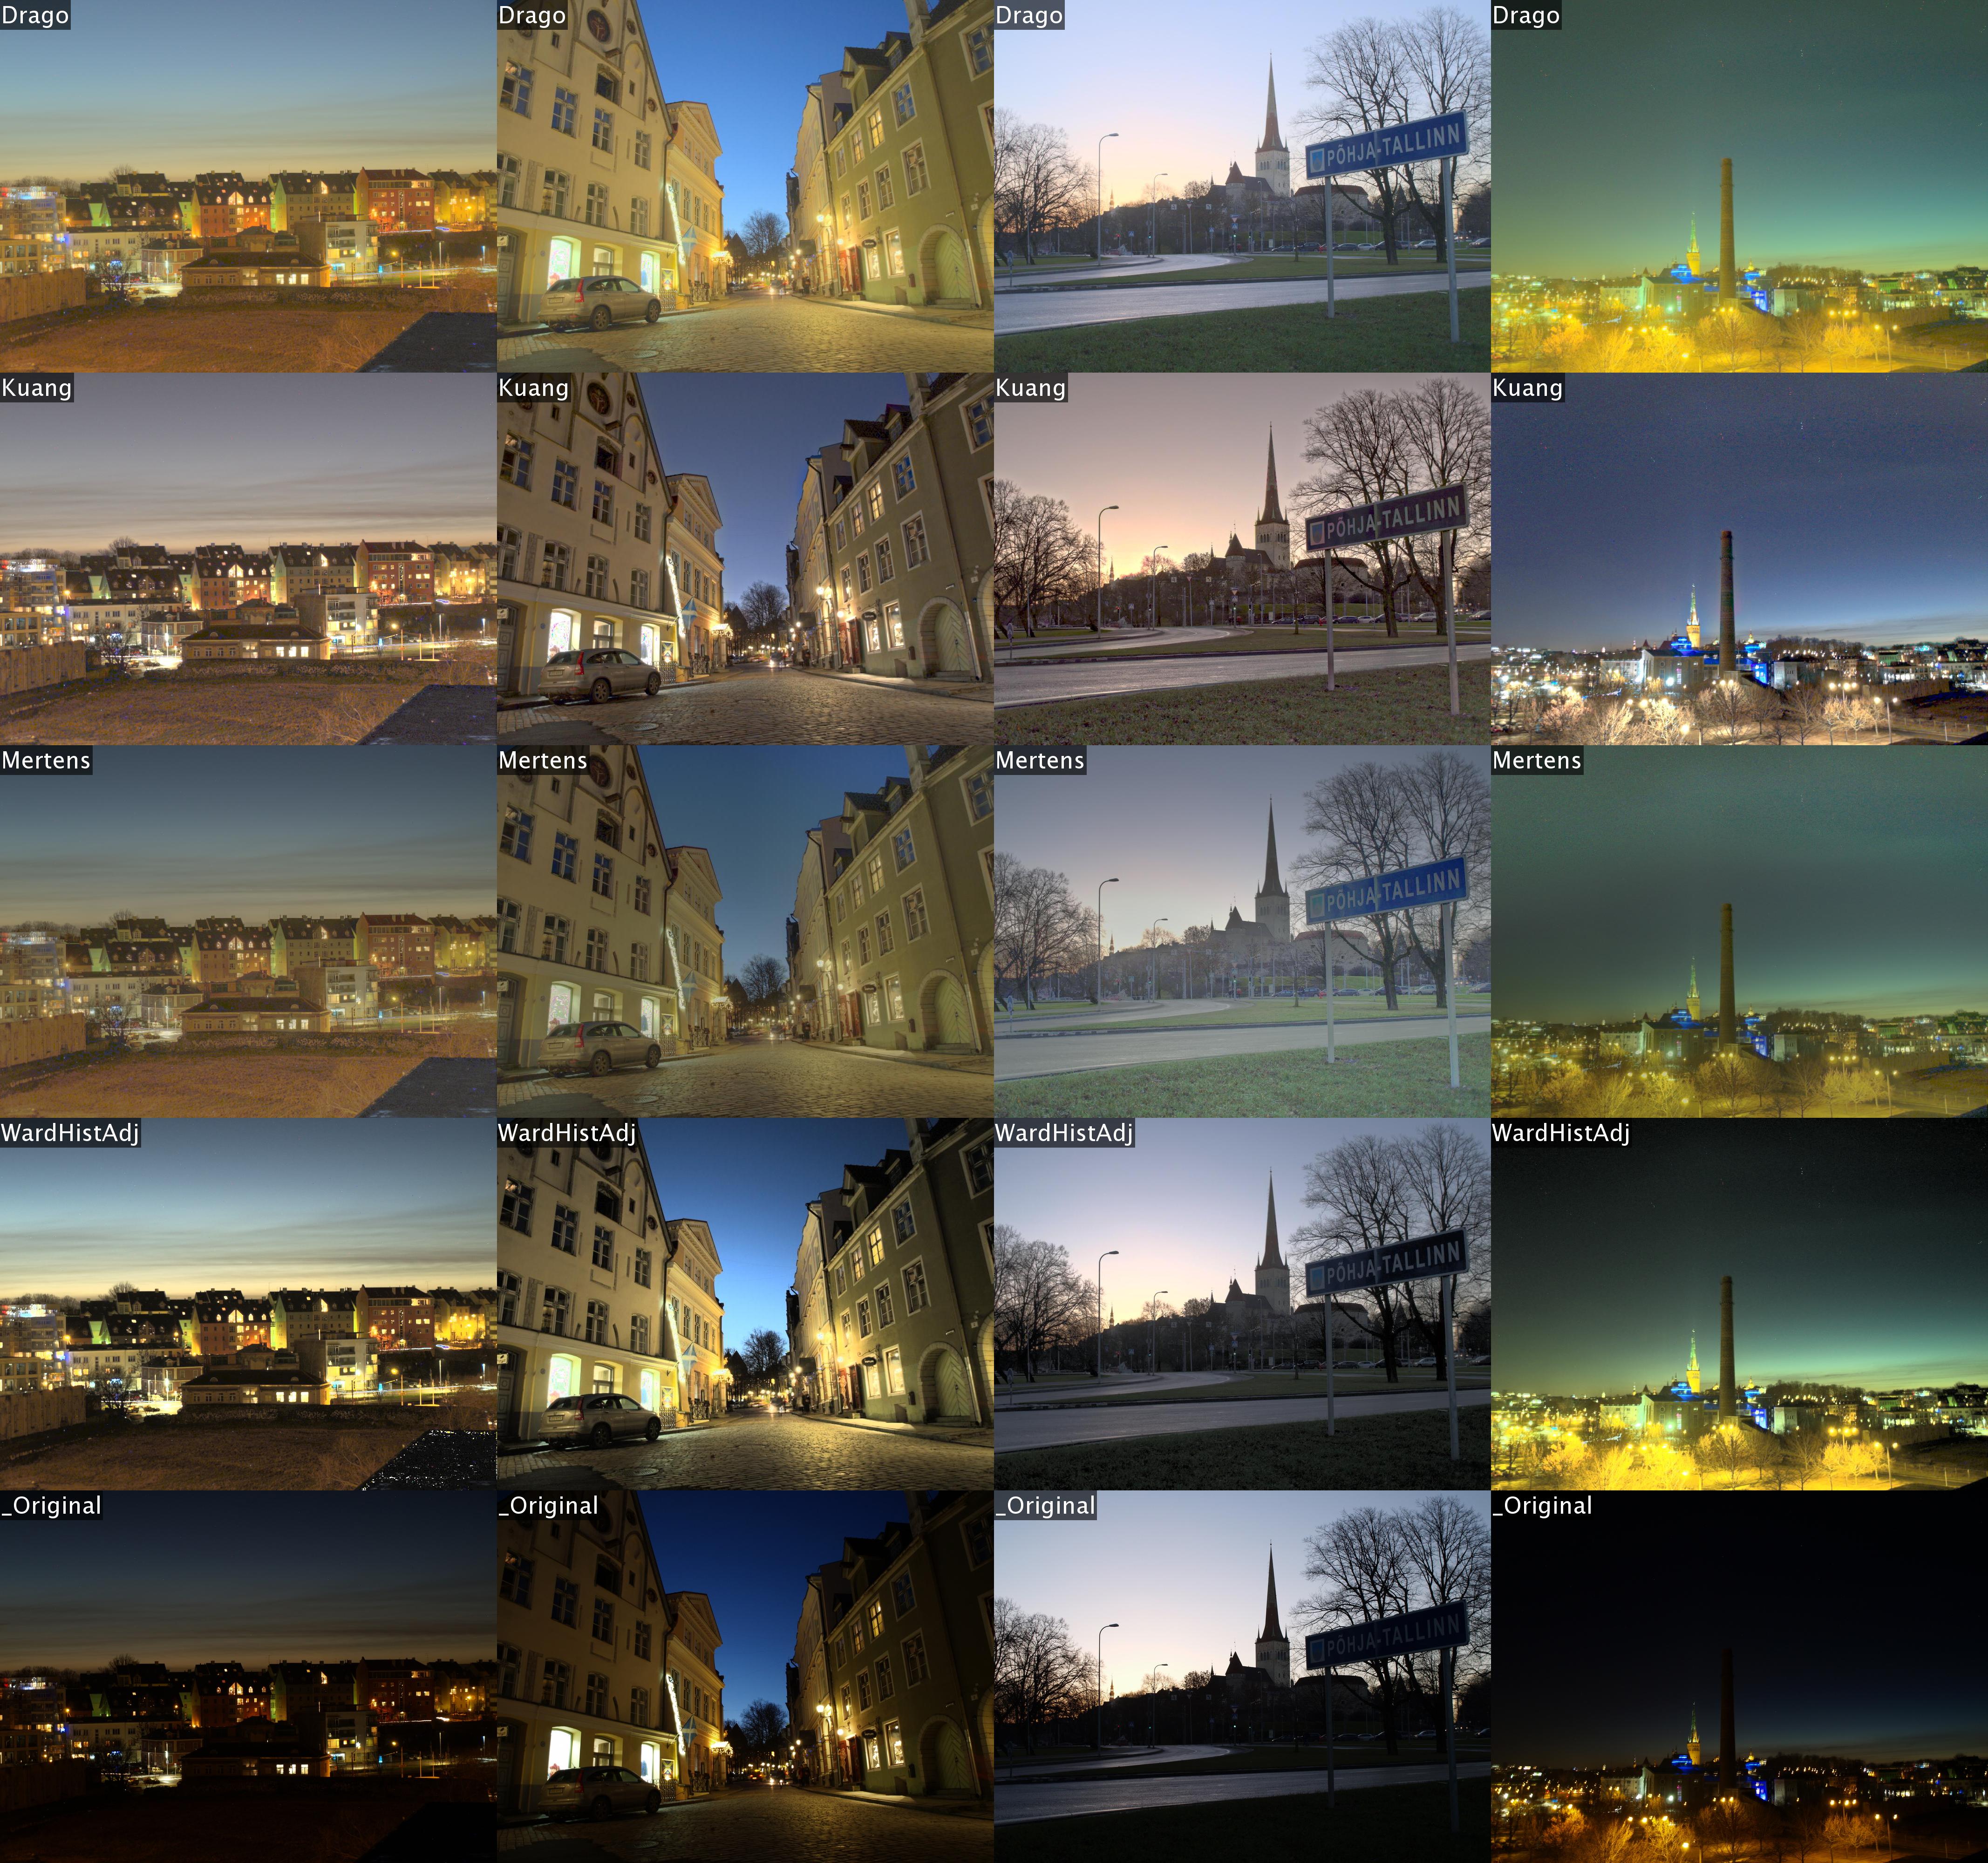 Drago Drago Drago Drago
PÕHJA-TALLINN
Kuang Kuang Kuang Kuang
PÕHJA-TALLINN
Mertens Mertens Mertens Mertens
PÕHJA-TALLINN
WardHistAdj WardHistAdj WardHistAdj WardHistAdj
PÕHJA-TALLINN
_Original _Original _Original _Original
PÕHJA-TALLINN